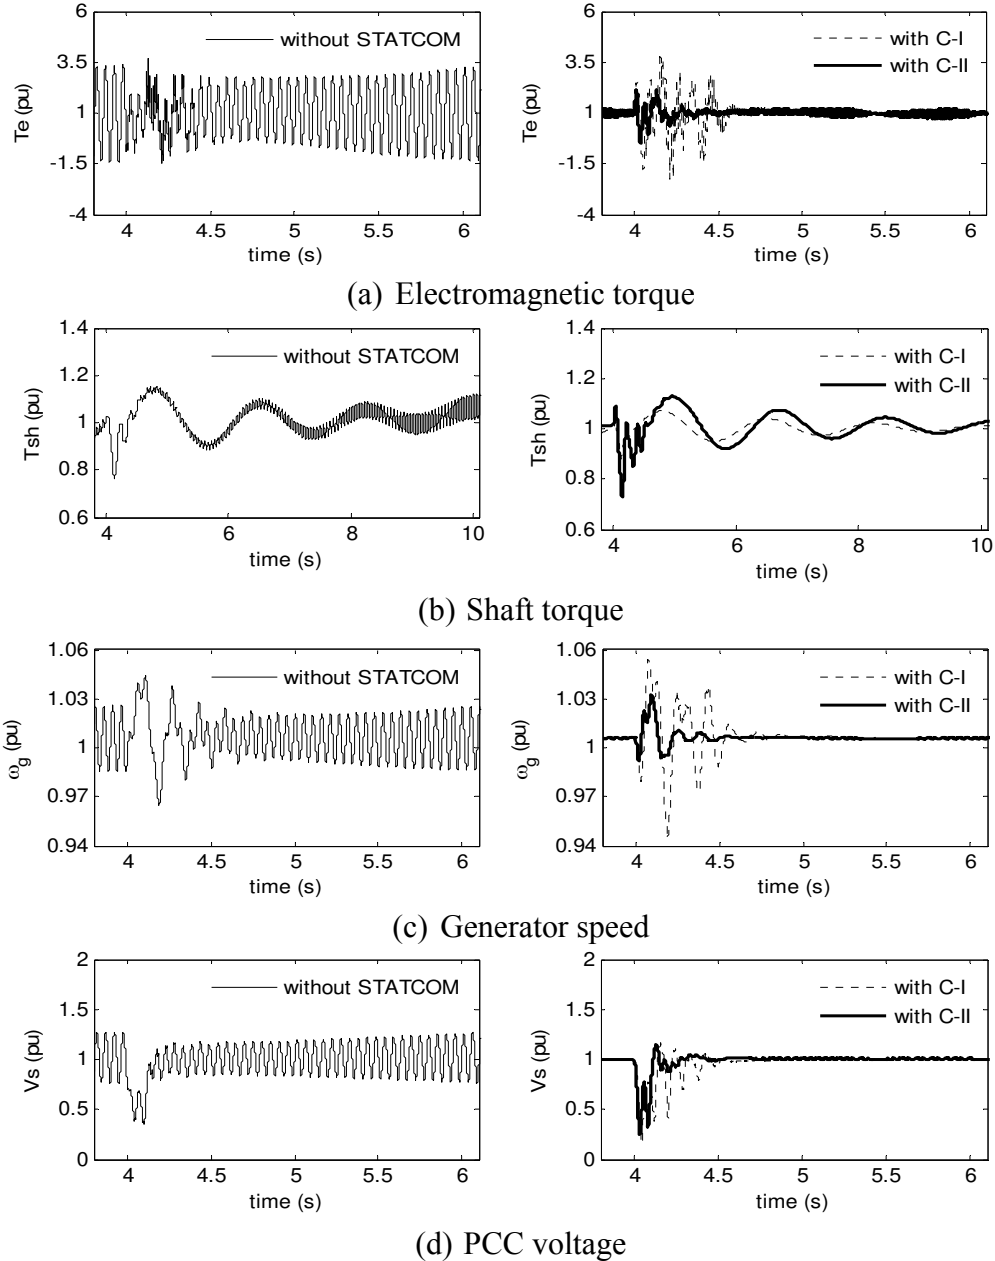 6
3.5
1
-1.5
-4
Te (pu)
without STATCOM
4 4.5 5 5.5 6
time (s)
6
3.5
1
-1.5
-4
Te (pu)
with C-I
with C-II
4 4.5 5 5.5 6
time (s)
(a) Electromagnetic torque
1.4
1.2
1
0.8
0.6
Tsh (pu)
without STATCOM
4 6 8 10
time (s)
1.4
1.2
1
0.8
0.6
Tsh (pu)
with C-I
with C-II
4 6 8 10
time (s)
(b) Shaft torque
1.06
1.03
1
0.97
0.94
ωg (pu)
without STATCOM
4 4.5 5 5.5 6
time (s)
1.06
1.03
1
0.97
0.94
ωg (pu)
with C-I
with C-II
4 4.5 5 5.5 6
time (s)
(c) Generator speed
2
1.5
1
0.5
0
Vs (pu)
without STATCOM
4 4.5 5 5.5 6
time (s)
2
1.5
1
0.5
0
Vs (pu)
with C-I
with C-II
4 4.5 5 5.5 6
time (s)
(d) PCC voltage